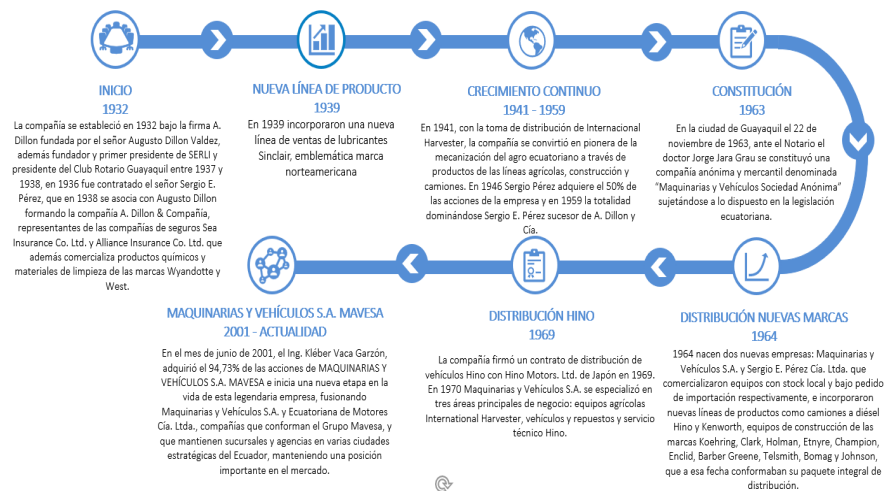 INICIO
1932
La compañía se estableció en 1932 bajo la firma A.
Dillon fundada por el señor Augusto Dillon Valdez,
además fundador y primer presidente de SERLI y
presidente del Club Rotario Guayaquil entre 1937 y
1938, en 1936 fue contratado el señor Sergio E.
Pérez, que en 1938 se asocia con Augusto Dillon
formando la compañía A. Dillon & Compañía,
representantes de las compañías de seguros Sea
Insurance Co. Ltd. y Alliance Insurance Co. Ltd. que
además comercializa productos químicos y
materiales de limpieza de las marcas Wyandotte y
West.
NUEVA LÍNEA DE PRODUCTO
1939
En 1939 incorporaron una nueva
línea de ventas de lubricantes
Sinclair, emblemática marca
norteamericana
CRECIMIENTO CONTINUO
1941 - 1959
En 1941, con la toma de distribución de Internacional
Harvester, la compañía se convirtió en pionera de la
mecanización del agro ecuatoriano a través de
productos de las líneas agrícolas, construcción y
camiones. En 1946 Sergio Pérez adquiere el 50% de
las acciones de la empresa y en 1959 la totalidad
dominándose Sergio E. Pérez sucesor de A. Dillon y
Cía.
CONSTITUCIÓN
1963
En la ciudad de Guayaquil el 22 de
noviembre de 1963, ante el Notario el
doctor Jorge Jara Grau se constituyó una
compañía anónima y mercantil denominada
"Maquinarias y Vehículos Sociedad Anónima"
sujetándose a lo dispuesto en la legislación
ecuatoriana.
DISTRIBUCIÓN NUEVAS MARCAS
1964
1964 nacen dos nuevas empresas: Maquinarias y
Vehículos S.A. y Sergio E. Pérez Cía. Ltda. que
comercializaron equipos con stock local y bajo pedido
de importación respectivamente, e incorporaron
nuevas líneas de productos como camiones a diésel
Hino y Kenworth, equipos de construcción de las
marcas Koehring, Clark, Holman, Etnyre, Champion,
Enclid, Barber Greene, Telsmith, Bomag y Johnson,
que a esa fecha conformaban su paquete integral de
distribución.
DISTRIBUCIÓN HINO
1969
La compañía firmó un contrato de distribución de
vehículos Hino con Hino Motors. Ltd. de Japón en 1969.
En 1970 Maquinarias y Vehículos S.A. se especializó en
tres áreas principales de negocio: equipos agrícolas
International Harvester, vehículos y repuestos y servicio
técnico Hino.
MAQUINARIAS Y VEHÍCULOS S.A. MAVESA
2001 - ACTUALIDAD
En el mes de junio de 2001, el Ing. Kléber Vaca Garzón,
adquirió el 94,73% de las acciones de MAQUINARIAS Y
VEHÍCULOS S.A. MAVESA e inicia una nueva etapa en la
vida de esta legendaria empresa, fusionando
Maquinarias y Vehículos S.A. y Ecuatoriana de Motores
Cía. Ltda., compañías que conforman el Grupo Mavesa, y
que mantienen sucursales y agencias en varias ciudades
estratégicas del Ecuador, manteniendo una posición
importante en el mercado.